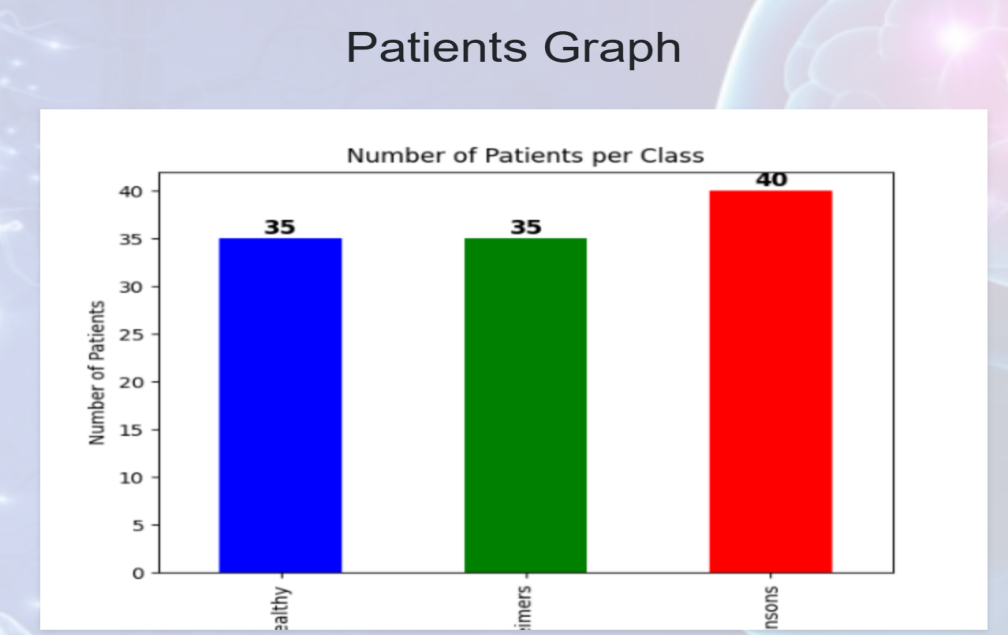 Patients Graph
Number of Patients per Class
40
35
30
25
20
15
10
5
0
Number of Patients
35
35
40
ealthy
eimers
nsons